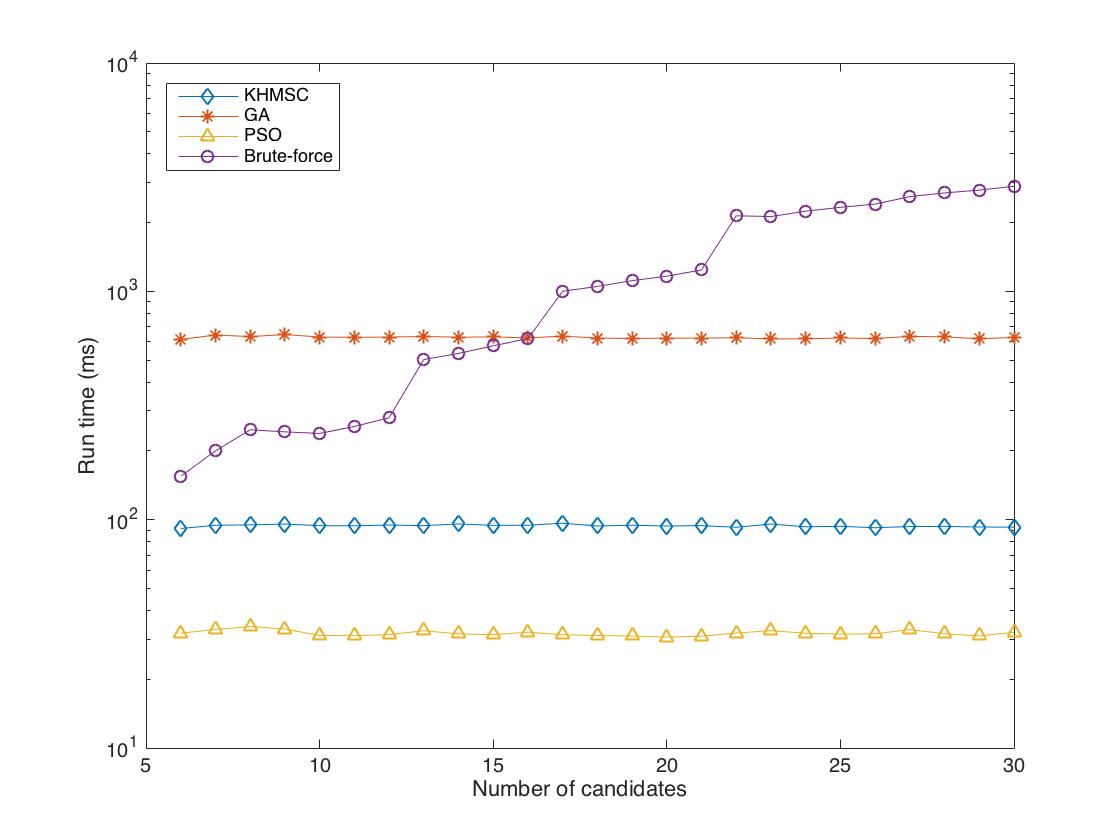 10^4
10^3
10^2
10^1
Run time (ms)
KHMSC
GA
PSO
Brute-force
5 10 15 20 25 30
Number of candidates